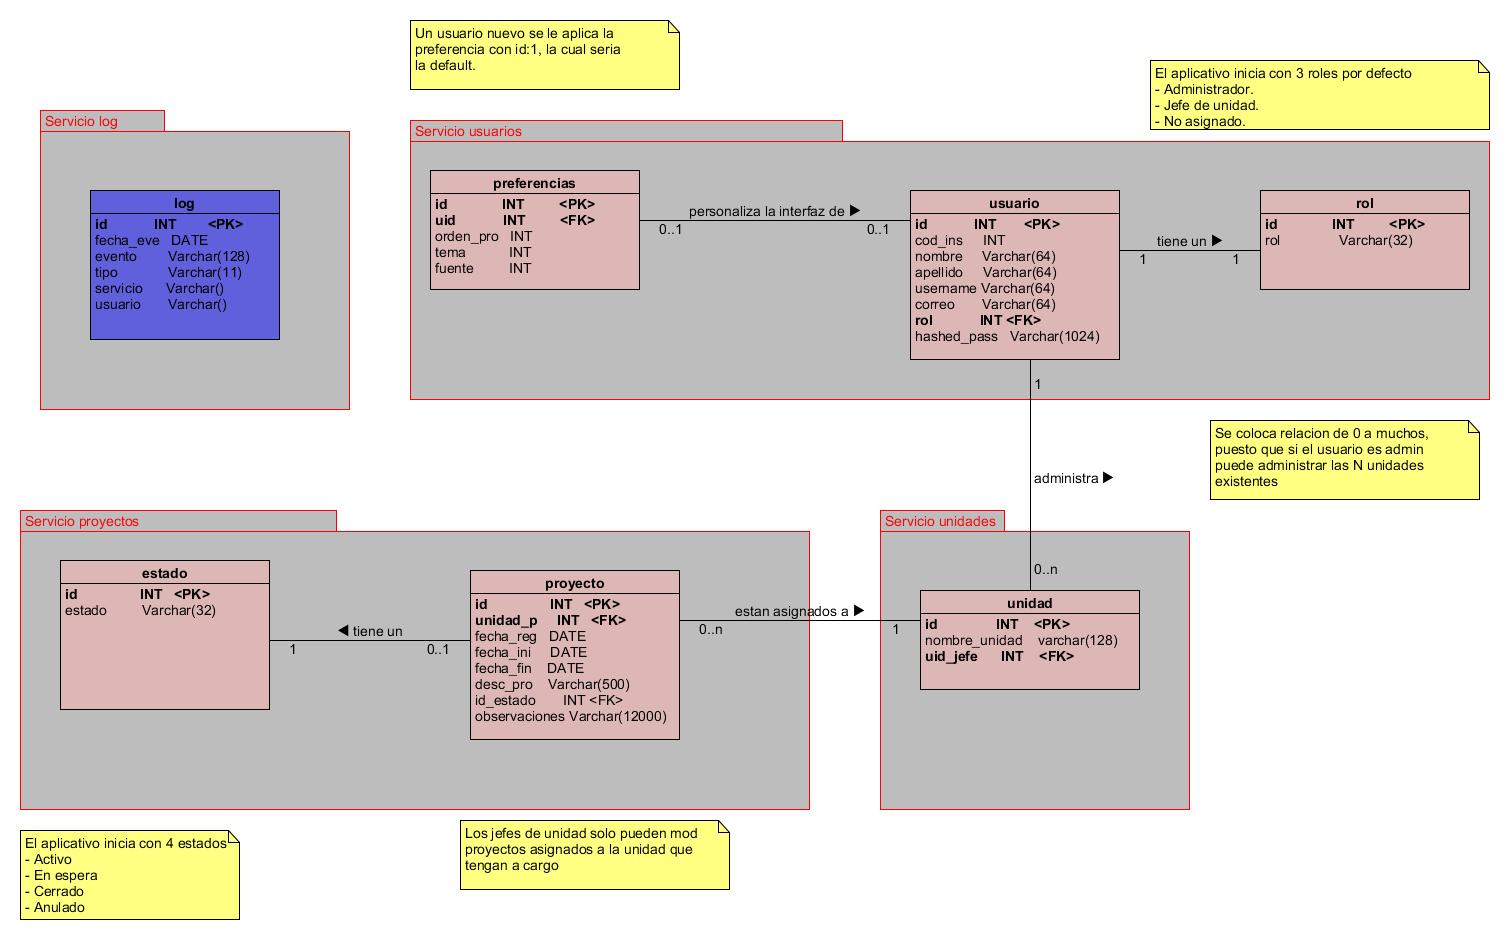 Un usuario nuevo se le aplica la
preferencia con id:1, la cual seria
la default.
El aplicativo inicia con 3 roles por defecto
- Administrador.
- Jefe de unidad.
- No asignado.
Servicio log
log
id INT <PK>
fecha_eve DATE
evento Varchar(128)
tipo Varchar(11)
servicio Varchar()
usuario Varchar()
Servicio usuarios
preferencias
id INT <PK>
uid INT <FK>
orden_pro INT
tema INT
fuente INT
personaliza la interfaz de ▶
0..1 0..1
usuario
id INT <PK>
cod_ins INT
nombre Varchar(64)
apellido Varchar(64)
username Varchar(64)
correo Varchar(64)
rol INT <FK>
hashed_pass Varchar(1024)
tiene un ▶
1 1
rol
id INT <PK>
rol Varchar(32)
1
administra ▶
0..n
Se coloca relacion de 0 a muchos,
puesto que si el usuario es admin
puede administrar las N unidades
existentes
Servicio proyectos
estado
id INT <PK>
estado Varchar(32)
◀ tiene un
1 0..1
proyecto
id INT <PK>
unidad_p INT <FK>
fecha_reg DATE
fecha_ini DATE
fecha_fin DATE
desc_pro Varchar(500)
id_estado INT <FK>
observaciones Varchar(12000)
estan asignados a ▶
0..n 1
Servicio unidades
unidad
id INT <PK>
nombre_unidad varchar(128)
uid_jefe INT <FK>
El aplicativo inicia con 4 estados
- Activo
- En espera
- Cerrado
- Anulado
Los jefes de unidad solo pueden mod
proyectos asignados a la unidad que
tengan a cargo